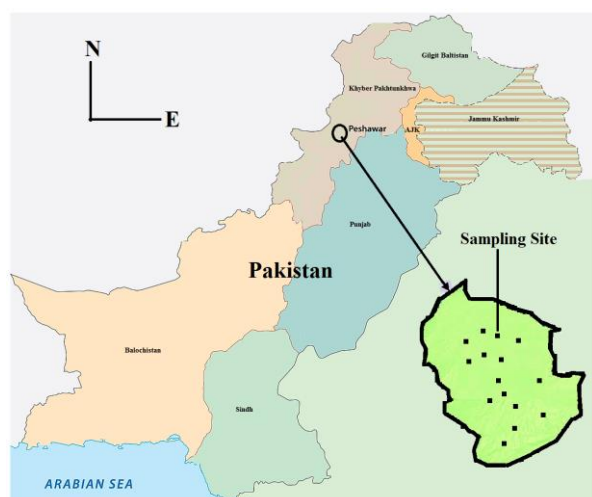 N
E
Gilgit Baltistan
Khyber Pakhtunkhwa
Peshawar
AJK
Jammu Kashmir
Punjab
Sampling Site
Pakistan
Balochistan
Sindh
ARABIAN SEA